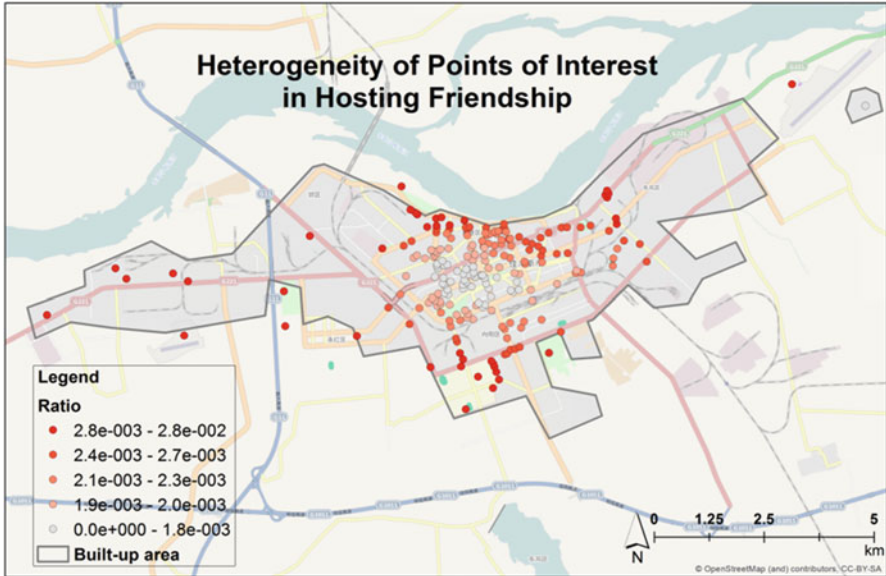 Heterogeneity of Points of Interest
in Hosting Friendship
Legend
Ratio
2.8e-003 - 2.8e-002
2.4e-003 - 2.7e-003
2.1e-003 - 2.3e-003
1.9e-003 - 2.0e-003
0.0e+000 - 1.8e-003
Built-up area
N
0 1.25 2.5 5
km
© OpenStreetMap (and) contributors, CC-BY-SA